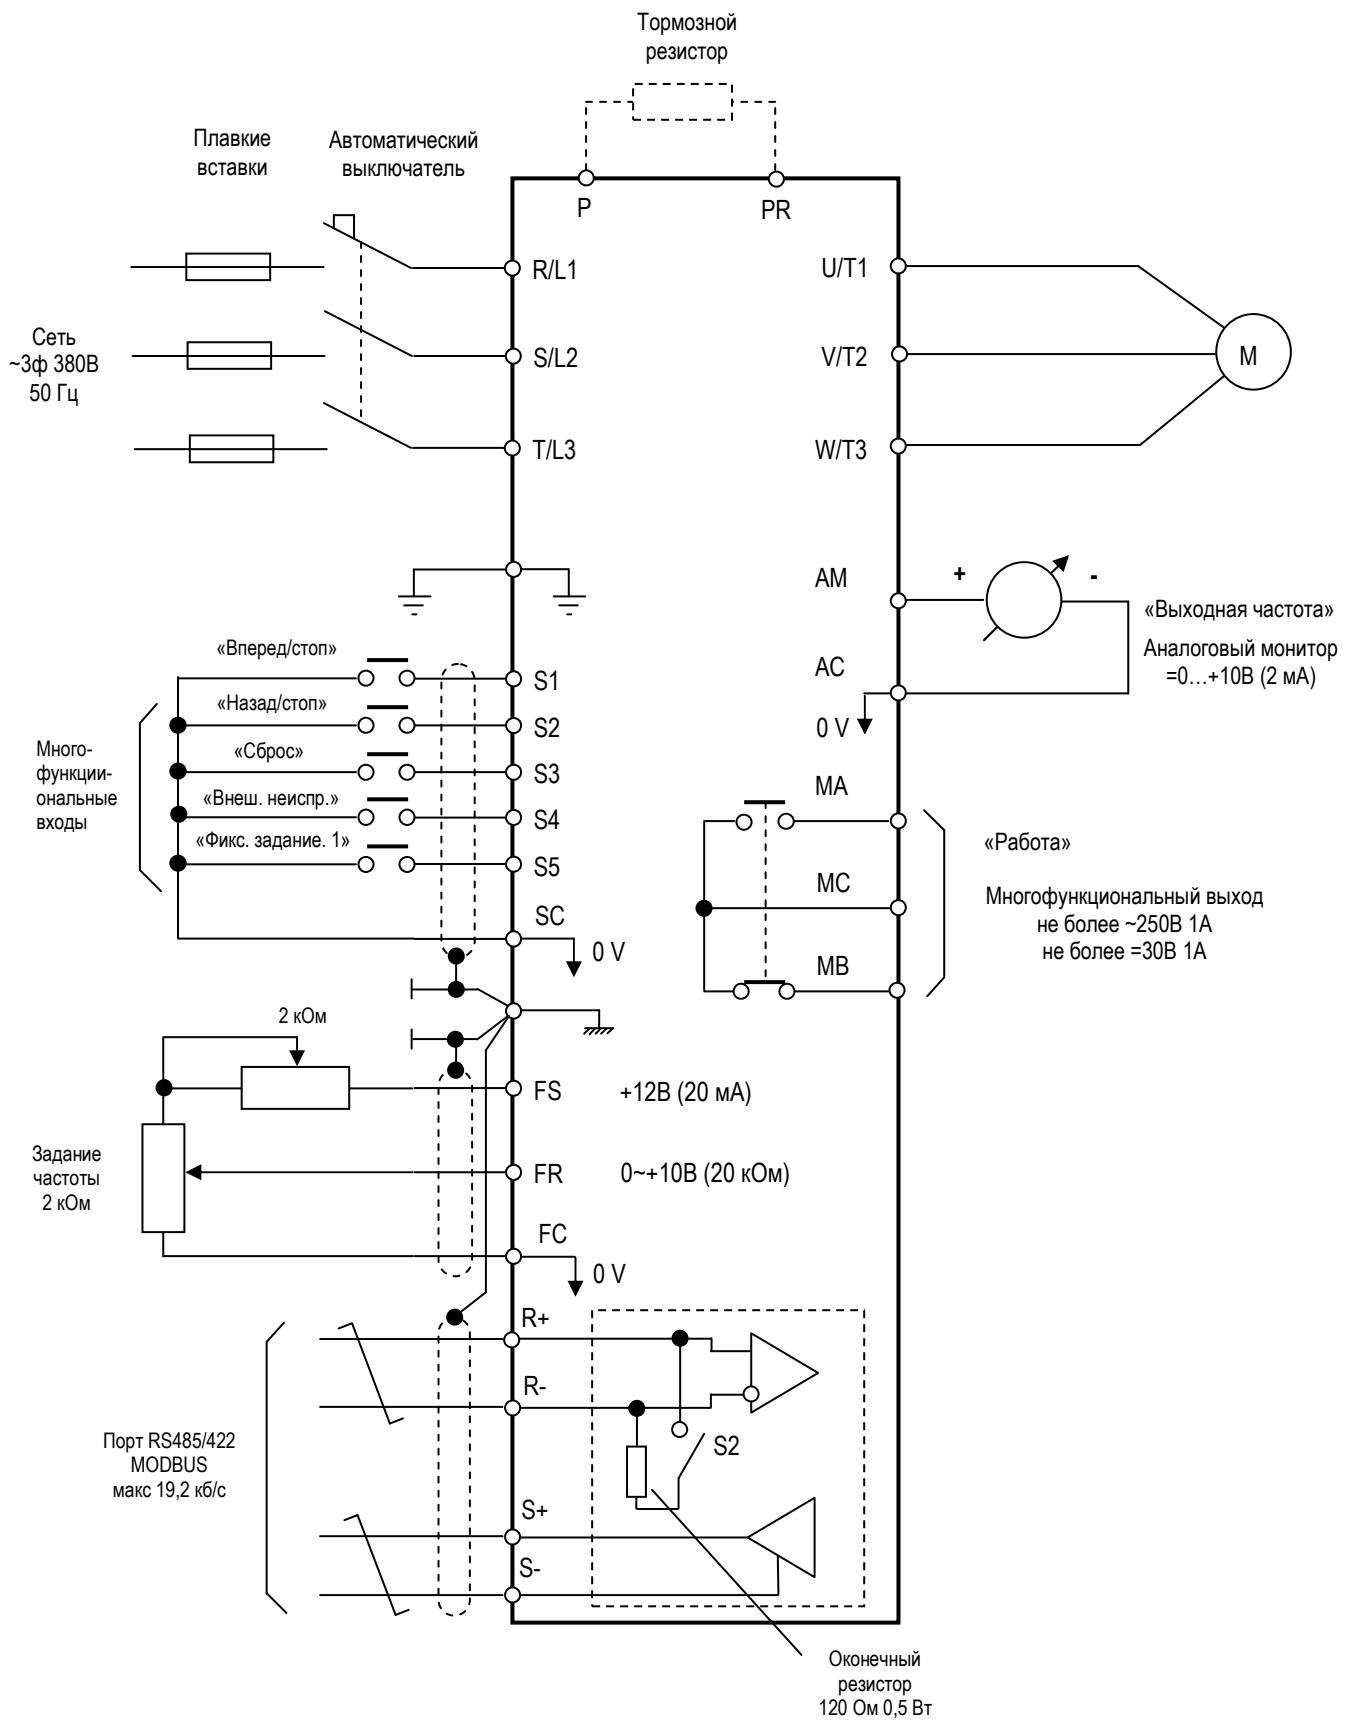 Тормозной
резистор
Плавкие
вставки
Автоматический
выключатель
P
PR
R/L1
U/T1
Сеть
~3ф 380В
50 Гц
S/L2
V/T2
M
T/L3
W/T3
AM
+
-
«Выходная частота»
Аналоговый монитор
=0…+10В (2 мА)
AC
0 V
«Вперед/стоп»
S1
«Назад/стоп»
S2
Много-
функци-
ональные
входы
«Сброс»
S3
«Внеш. неиспр.»
S4
«Фикс. задание. 1»
S5
SC
0 V
MA
MC
MB
«Работа»
Многофункциональный выход
не более ~250В 1А
не более =30В 1А
2 кОм
FS
+12В (20 мА)
Задание
частоты
2 кОм
FR
0~+10В (20 кОм)
FC
0 V
R+
R-
S2
Порт RS485/422
MODBUS
макс 19,2 кб/с
S+
S-
Оконечный
резистор
120 Ом 0,5 Вт